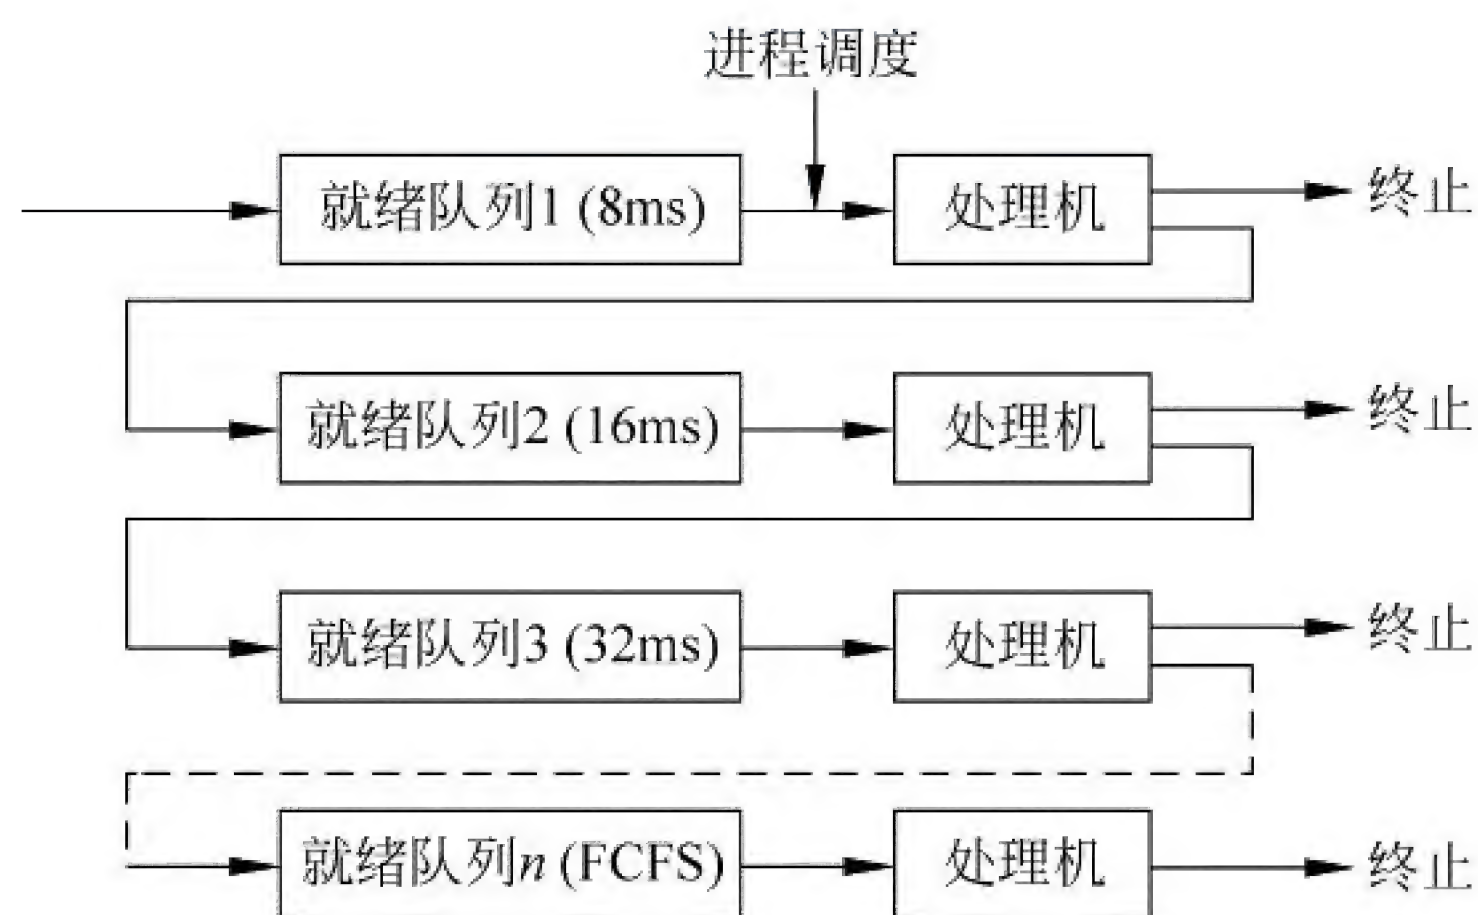 进程调度
就绪队列1 (8ms) 处理机 终止
就绪队列2 (16ms) 处理机 终止
就绪队列3 (32ms) 处理机 终止
就绪队列n (FCFS) 处理机 终止